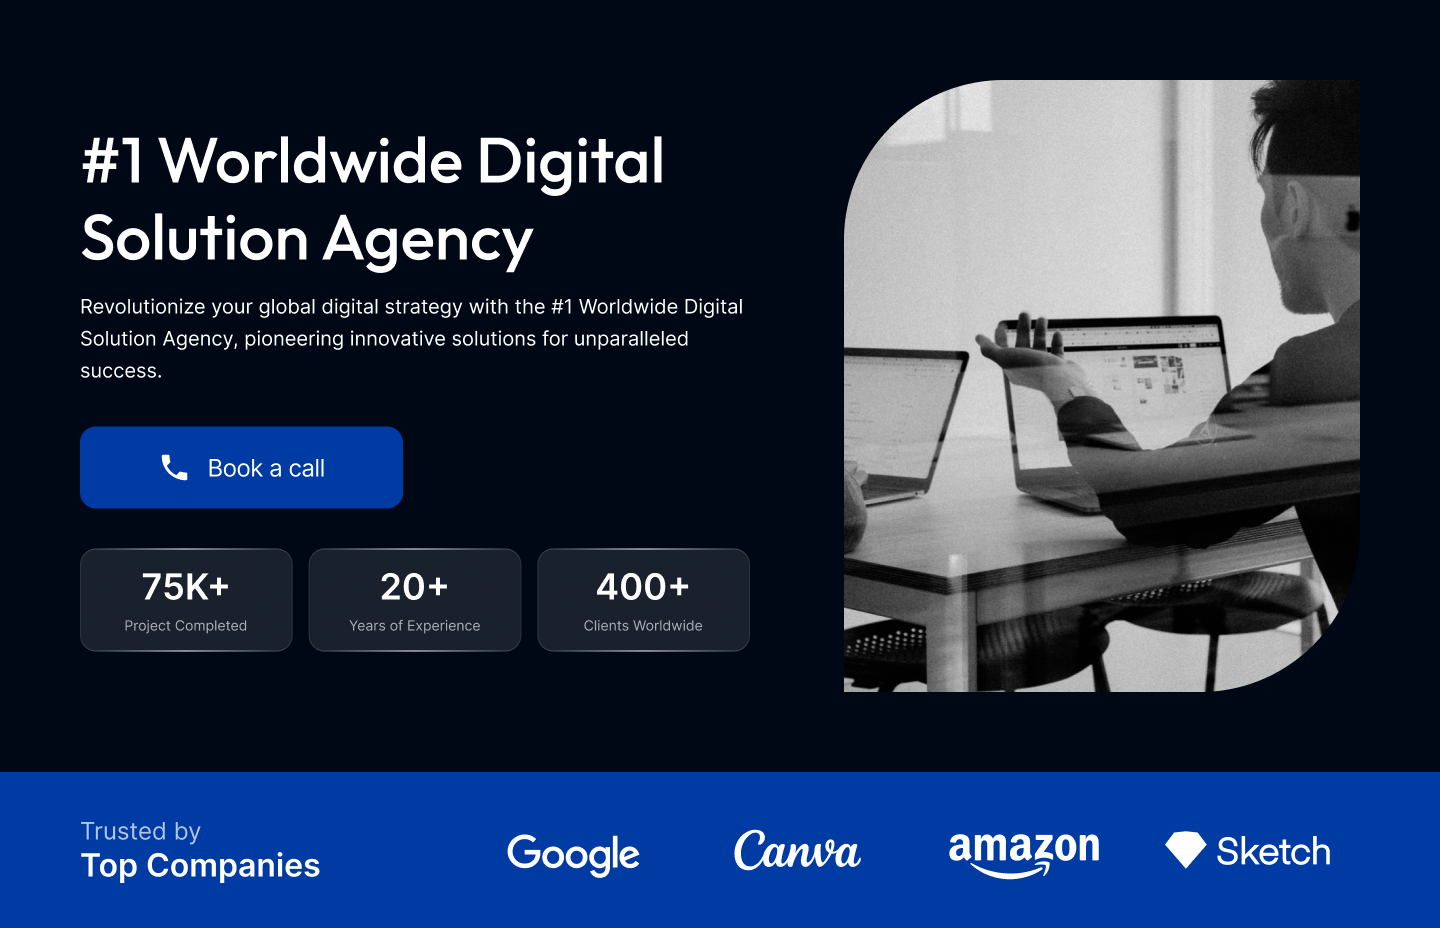 #1 Worldwide Digital
Solution Agency
Revolutionize your global digital strategy with the #1 Worldwide Digital
Solution Agency, pioneering innovative solutions for unparalleled
success.
Book a call
75K+
Project Completed
20+
Years of Experience
400+
Clients Worldwide
Trusted by
Top Companies
Google
Canva
amazon
Sketch